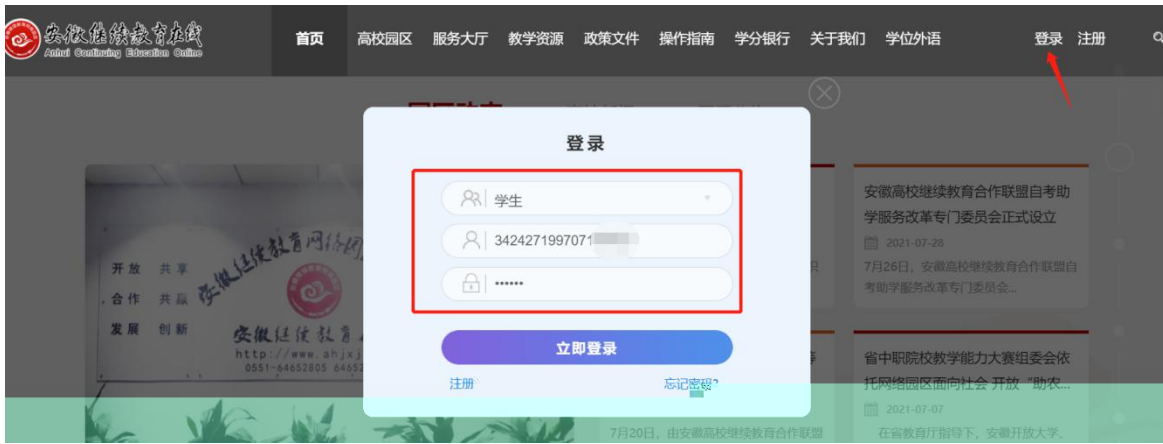 安徽继续教育在线
Anhui Continuing Education Online
首页 高校园区 服务大厅 教学资源 政策文件 操作指南 学分银行 关于我们 学位外语 登录 注册
登录
学生
3424271997071
••••••
立即登录
注册 忘记密码?
开放 共享
合作 共赢
发展 创新
安徽继续教育网络园
安徽继续教育
http://www.ahjxj
0551-64652805 6465
安徽高校继续教育合作联盟自考助
学服务改革专门委员会正式设立
2021-07-28
7月26日，安徽高校继续教育合作联盟自
考助学服务改革专门委员会...
省中职院校教学能力大赛组委会依
托网络园区面向社会 开放“助农...
2021-07-07
在省教育厅指导下，安徽开放大学、
7月20日，由安徽高校继续教育合作联盟